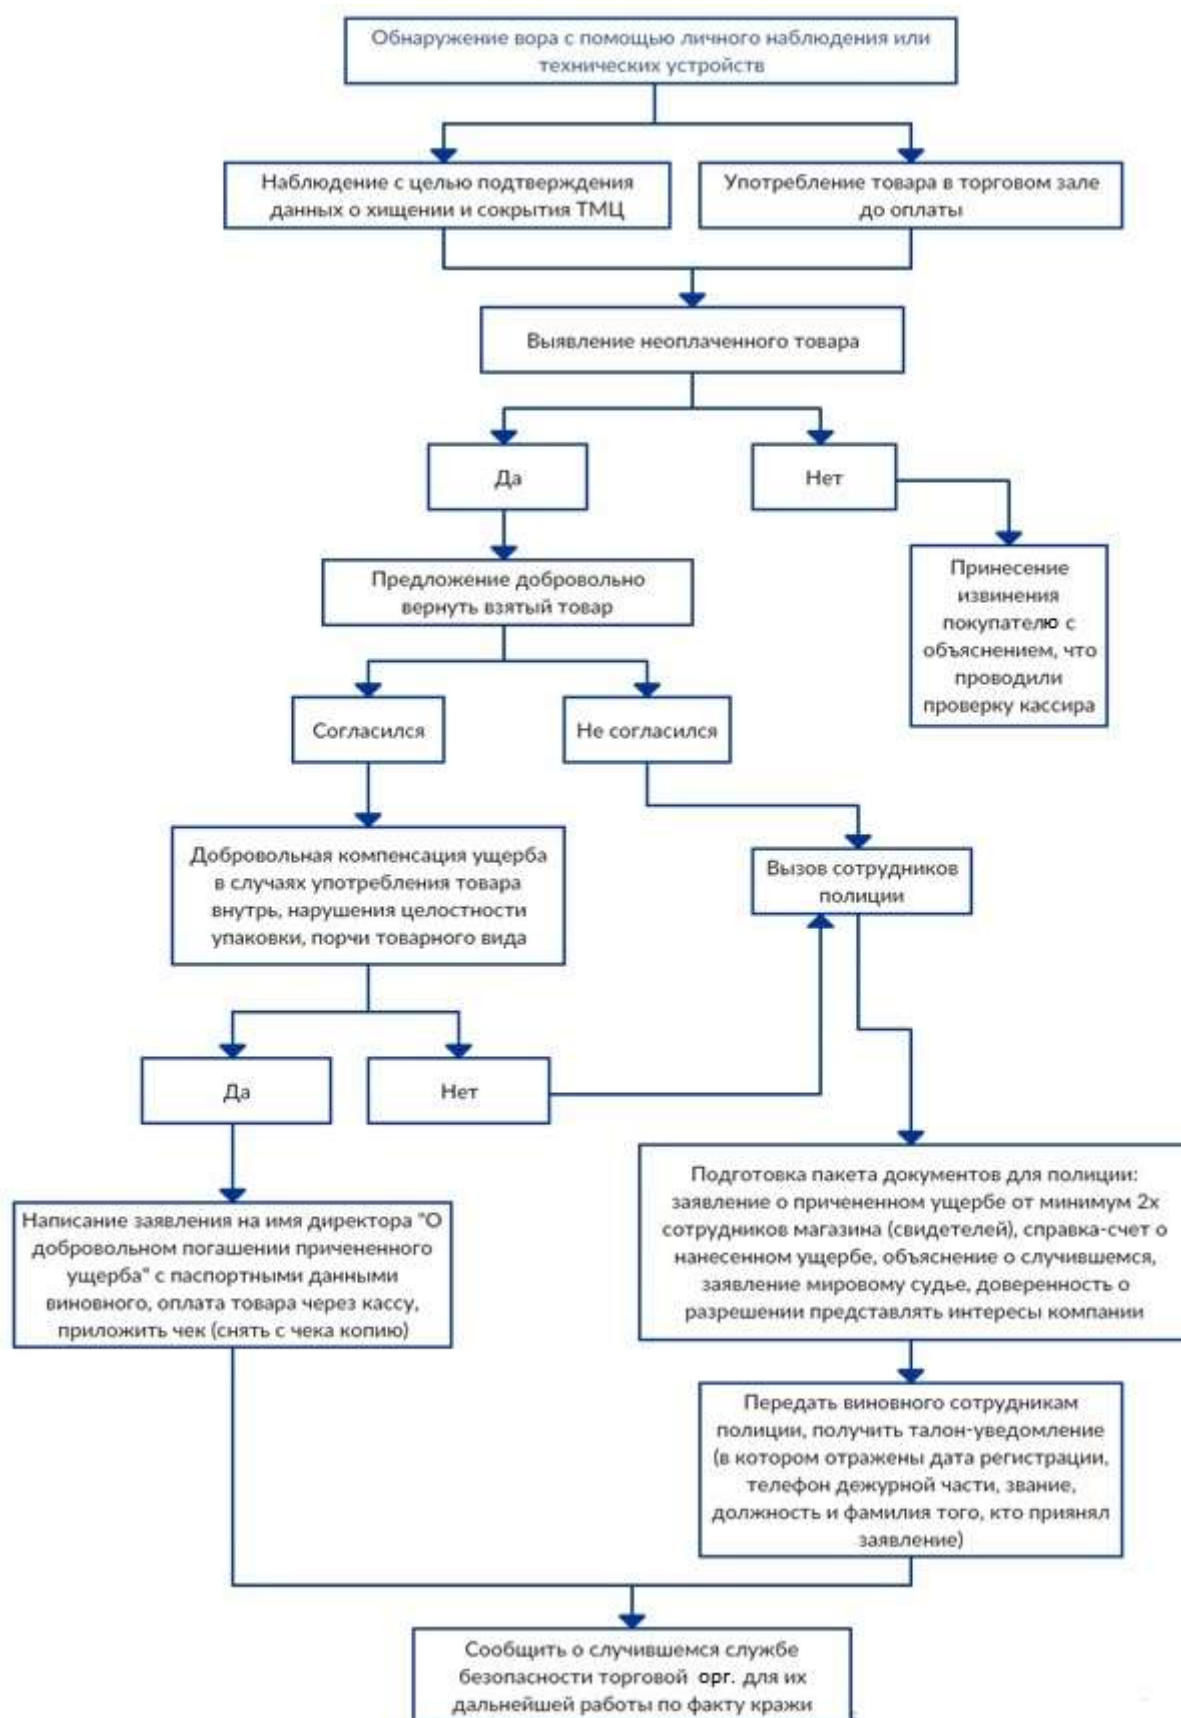 Обнаружение вора с помощью личного наблюдения или
технических устройств
Наблюдение с целью подтверждения
данных о хищении и сокрытия ТМЦ
Употребление товара в торговом зале
до оплаты
Выявление неоплаченного товара
Да
Нет
Предложение добровольно
вернуть взятый товар
Принесение
извинения
покупателю с
объяснением, что
проводили
проверку кассира
Согласился
Не согласился
Добровольная компенсация ущерба
в случаях употребления товара
внутрь, нарушения целостности
упаковки, порчи товарного вида
Вызов сотрудников
полиции
Да
Нет
Написание заявления на имя директора "О
добровольном погашении причененного
ущерба" с паспортными данными
виновного, оплата товара через кассу,
приложить чек (снять с чека копию)
Подготовка пакета документов для полиции:
заявление о причененном ущербе от минимум 2х
сотрудников магазина (свидетелей), справка-счет о
нанесенном ущербе, объяснение о случившемся,
заявление мировому судье, доверенность о
разрешении представлять интересы компании
Передать виновного сотрудникам
полиции, получить талон-уведомление
(в котором отражены дата регистрации,
телефон дежурной части, звание,
должность и фамилия того, кто приянял
заявление)
Сообщить о случившемся службе
безопасности торговой орг. для их
дальнейшей работы по факту кражи